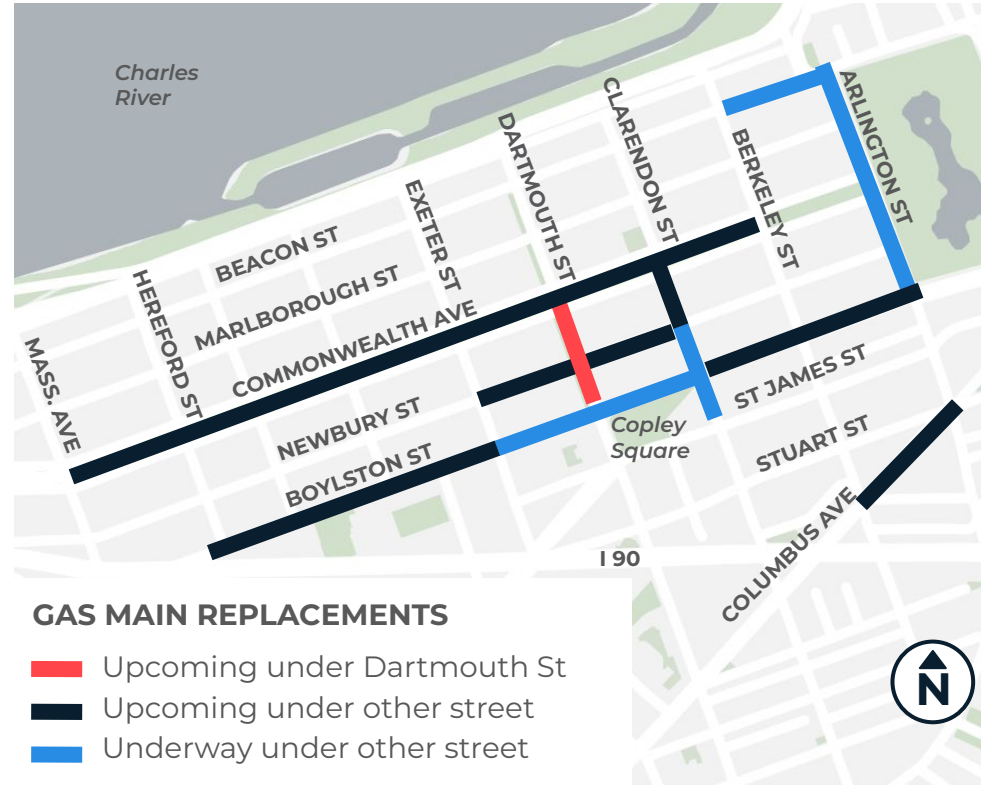 Charles
River
ARLINGTON ST
CLARENDON ST
DARTMOUTH ST
BERKELEY ST
EXETER ST
BEACON ST
HEREFORD ST
MARLBOROUGH ST
COMMONWEALTH AVE
MASS. AVE
NEWBURY ST
BOYLSTON ST
ST JAMES ST
Copley
Square
STUART ST
COLUMBUS AVE
I 90
GAS MAIN REPLACEMENTS
Upcoming under Dartmouth St
Upcoming under other street
Underway under other street
N